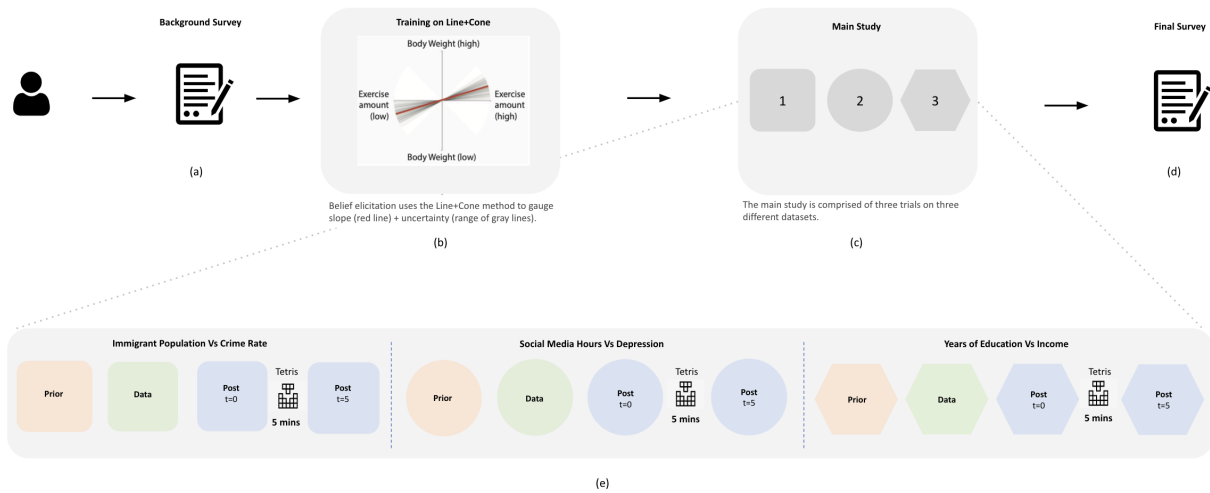 Background Survey
Training on Line+Cone
Main Study
Final Survey
Body Weight (high)
Exercise
amount
(low)
Exercise
amount
(high)
Body Weight (low)
1
2
3
(a)
(d)
Belief elicitation uses the Line+Cone method to gauge
slope (red line) + uncertainty (range of gray lines).
The main study is comprised of three trials on three
different datasets.
(b)
(c)
Immigrant Population Vs Crime Rate
Prior
Data
Post
t=0
Tetris
5 mins
Post
t=5
Social Media Hours Vs Depression
Prior
Data
Post
t=0
Tetris
5 mins
Post
t=5
Years of Education Vs Income
Prior
Data
Post
t=0
Tetris
5 mins
Post
t=5
(e)